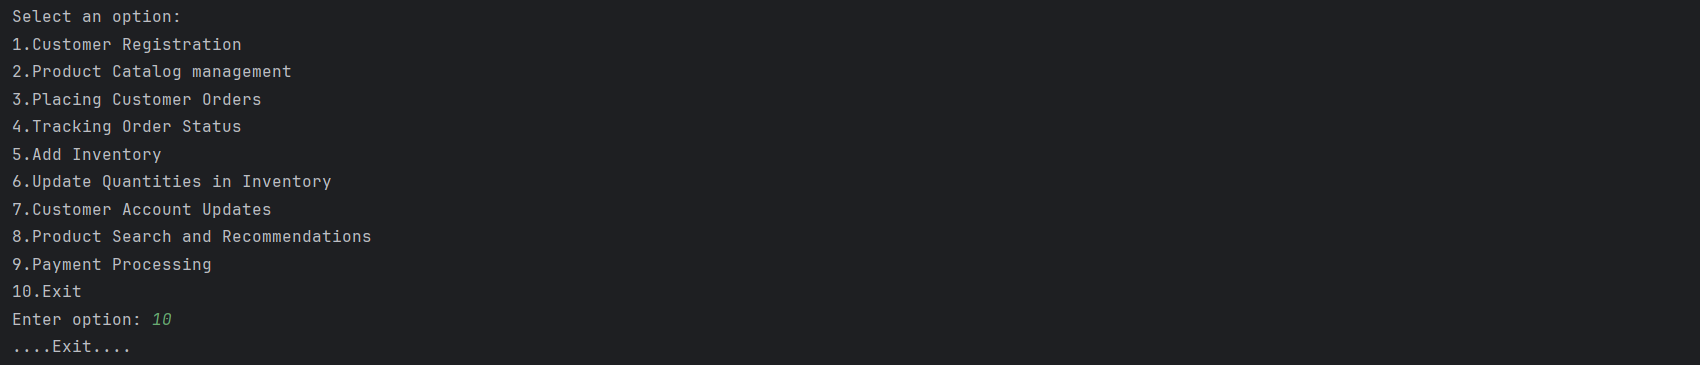 Select an option:
1.Customer Registration
2.Product Catalog management
3.Placing Customer Orders
4.Tracking Order Status
5.Add Inventory
6.Update Quantities in Inventory
7.Customer Account Updates
8.Product Search and Recommendations
9.Payment Processing
10.Exit
Enter option: 10
....Exit....